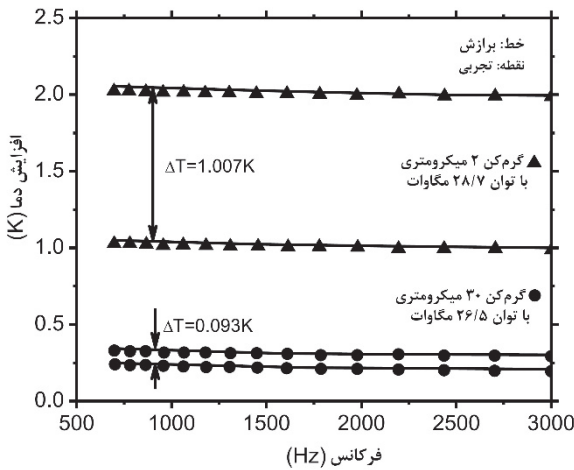 2.5
2.0
1.5
1.0
0.5
0.0
افزایش دما (K)
خط: برازش
نقطه: تجربی
ΔT=1.007K
▲ گرم‌کن ۲ میکرومتری
با توان ۲۸/۷ مگاوات
ΔT=0.093K
● گرم‌کن ۳۰ میکرومتری
با توان ۲۶/۵ مگاوات
500 1000 1500 2000 2500 3000
فرکانس (Hz)